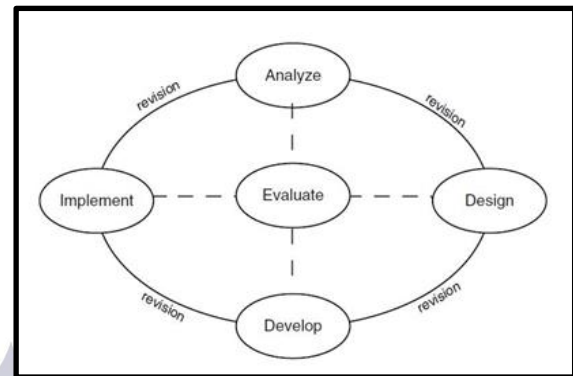 Analyze
revision
revision
Implement
Evaluate
Design
revision
revision
Develop